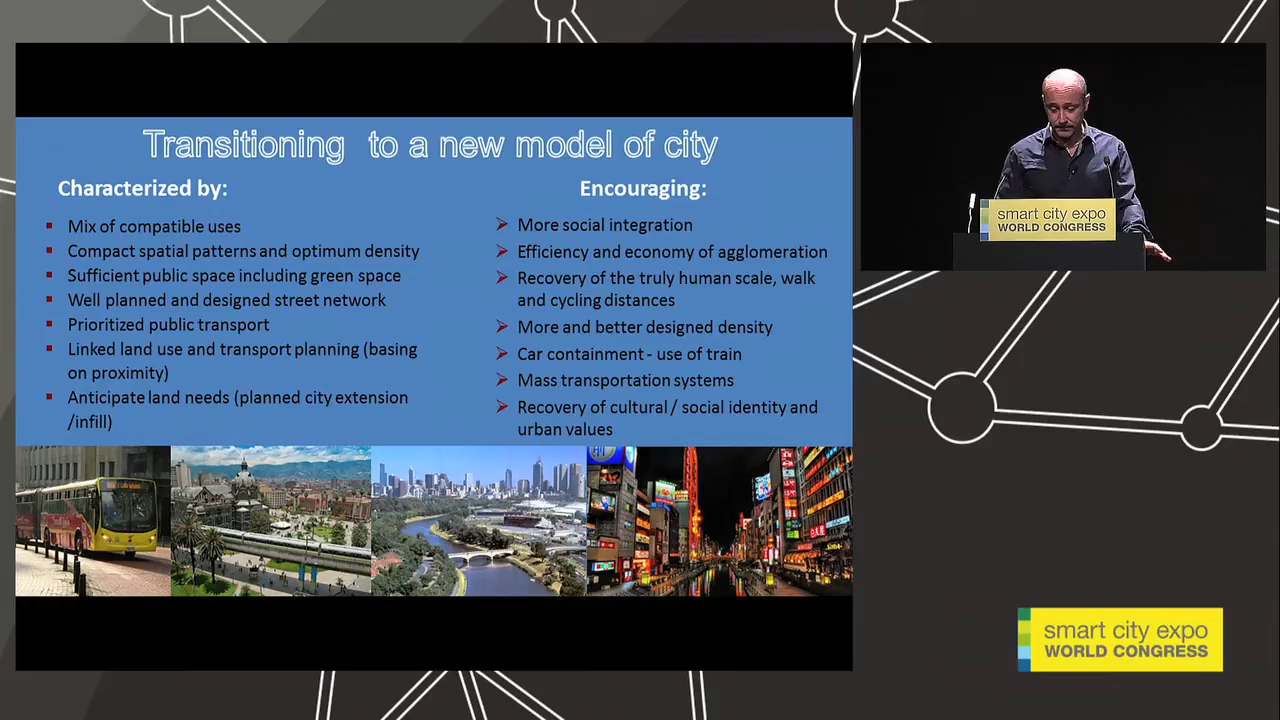 Transitioning to a new model of city
Characterized by:
Mix of compatible uses
Compact spatial patterns and optimum density
Sufficient public space including green space
Well planned and designed street network
Prioritized public transport
Linked land use and transport planning (basing
on proximity)
Anticipate land needs (planned city extension
/infill)
Encouraging:
More social integration
Efficiency and economy of agglomeration
Recovery of the truly human scale, walk
and cycling distances
More and better designed density
Car containment - use of train
Mass transportation systems
Recovery of cultural / social identity and
urban values
smart city expo
WORLD CONGRESS
smart city expo
WORLD CONGRESS